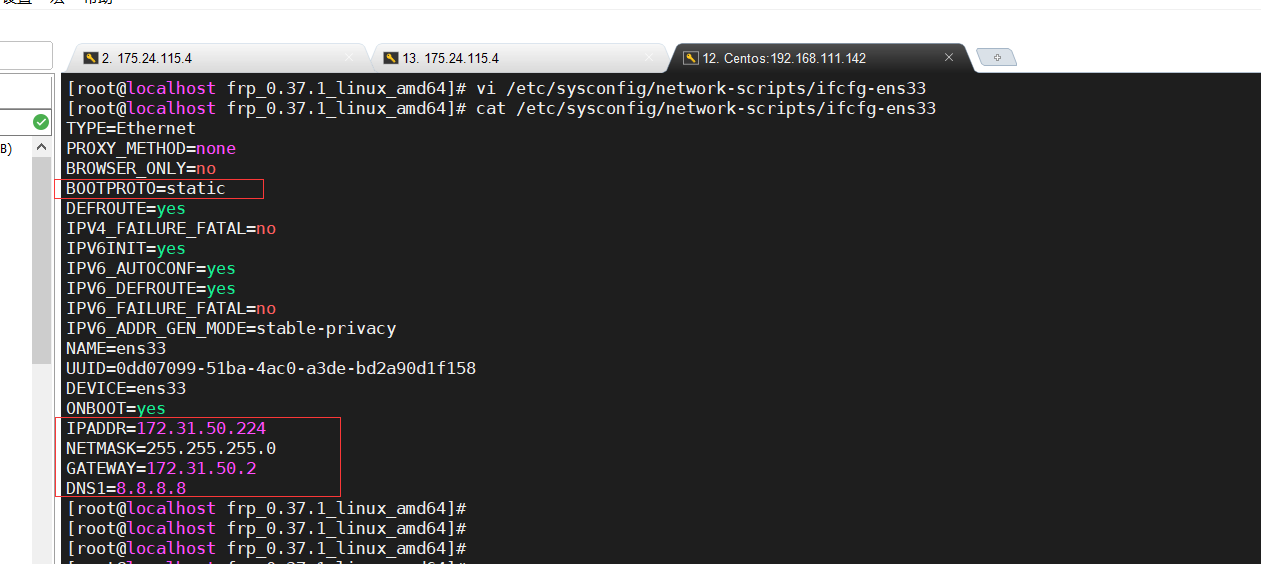 2. 175.24.115.4
13. 175.24.115.4
12. Centos:192.168.111.142
B)
[root@localhost frp_0.37.1_linux_amd64]# vi /etc/sysconfig/network-scripts/ifcfg-ens33
[root@localhost frp_0.37.1_linux_amd64]# cat /etc/sysconfig/network-scripts/ifcfg-ens33
TYPE=Ethernet
PROXY_METHOD=none
BROWSER_ONLY=no
BOOTPROTO=static
DEFROUTE=yes
IPV4_FAILURE_FATAL=no
IPV6INIT=yes
IPV6_AUTOCONF=yes
IPV6_DEFROUTE=yes
IPV6_FAILURE_FATAL=no
IPV6_ADDR_GEN_MODE=stable-privacy
NAME=ens33
UUID=0dd07099-51ba-4ac0-a3de-bd2a90d1f158
DEVICE=ens33
ONBOOT=yes
IPADDR=172.31.50.224
NETMASK=255.255.255.0
GATEWAY=172.31.50.2
DNS1=8.8.8.8
[root@localhost frp_0.37.1_linux_amd64]#
[root@localhost frp_0.37.1_linux_amd64]#
[root@localhost frp_0.37.1_linux_amd64]#